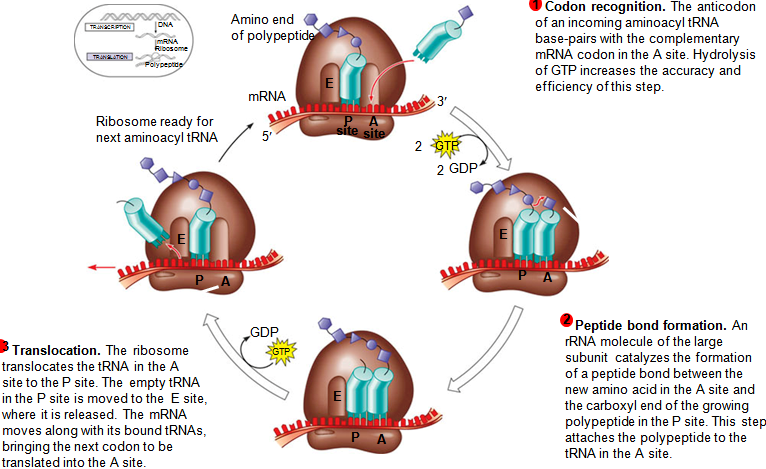 TRANSCRIPTION
DNA
mRNA
Ribosome
TRANSLATION
Polypeptide
Amino end
of polypeptide
1 Codon recognition. The anticodon
of an incoming aminoacyl tRNA
base-pairs with the complementary
mRNA codon in the A site. Hydrolysis
of GTP increases the accuracy and
efficiency of this step.
E
mRNA
3′
5′
P
site
A
site
Ribosome ready for
next aminoacyl tRNA
2 GTP
2 GDP
E
P A
E
P A
2 Peptide bond formation. An
rRNA molecule of the large
subunit catalyzes the formation
of a peptide bond between the
new amino acid in the A site and
the carboxyl end of the growing
polypeptide in the P site. This step
attaches the polypeptide to the
tRNA in the A site.
GDP
GTP
E
P A
3 Translocation. The ribosome
translocates the tRNA in the A
site to the P site. The empty tRNA
in the P site is moved to the E site,
where it is released. The mRNA
moves along with its bound tRNAs,
bringing the next codon to be
translated into the A site.